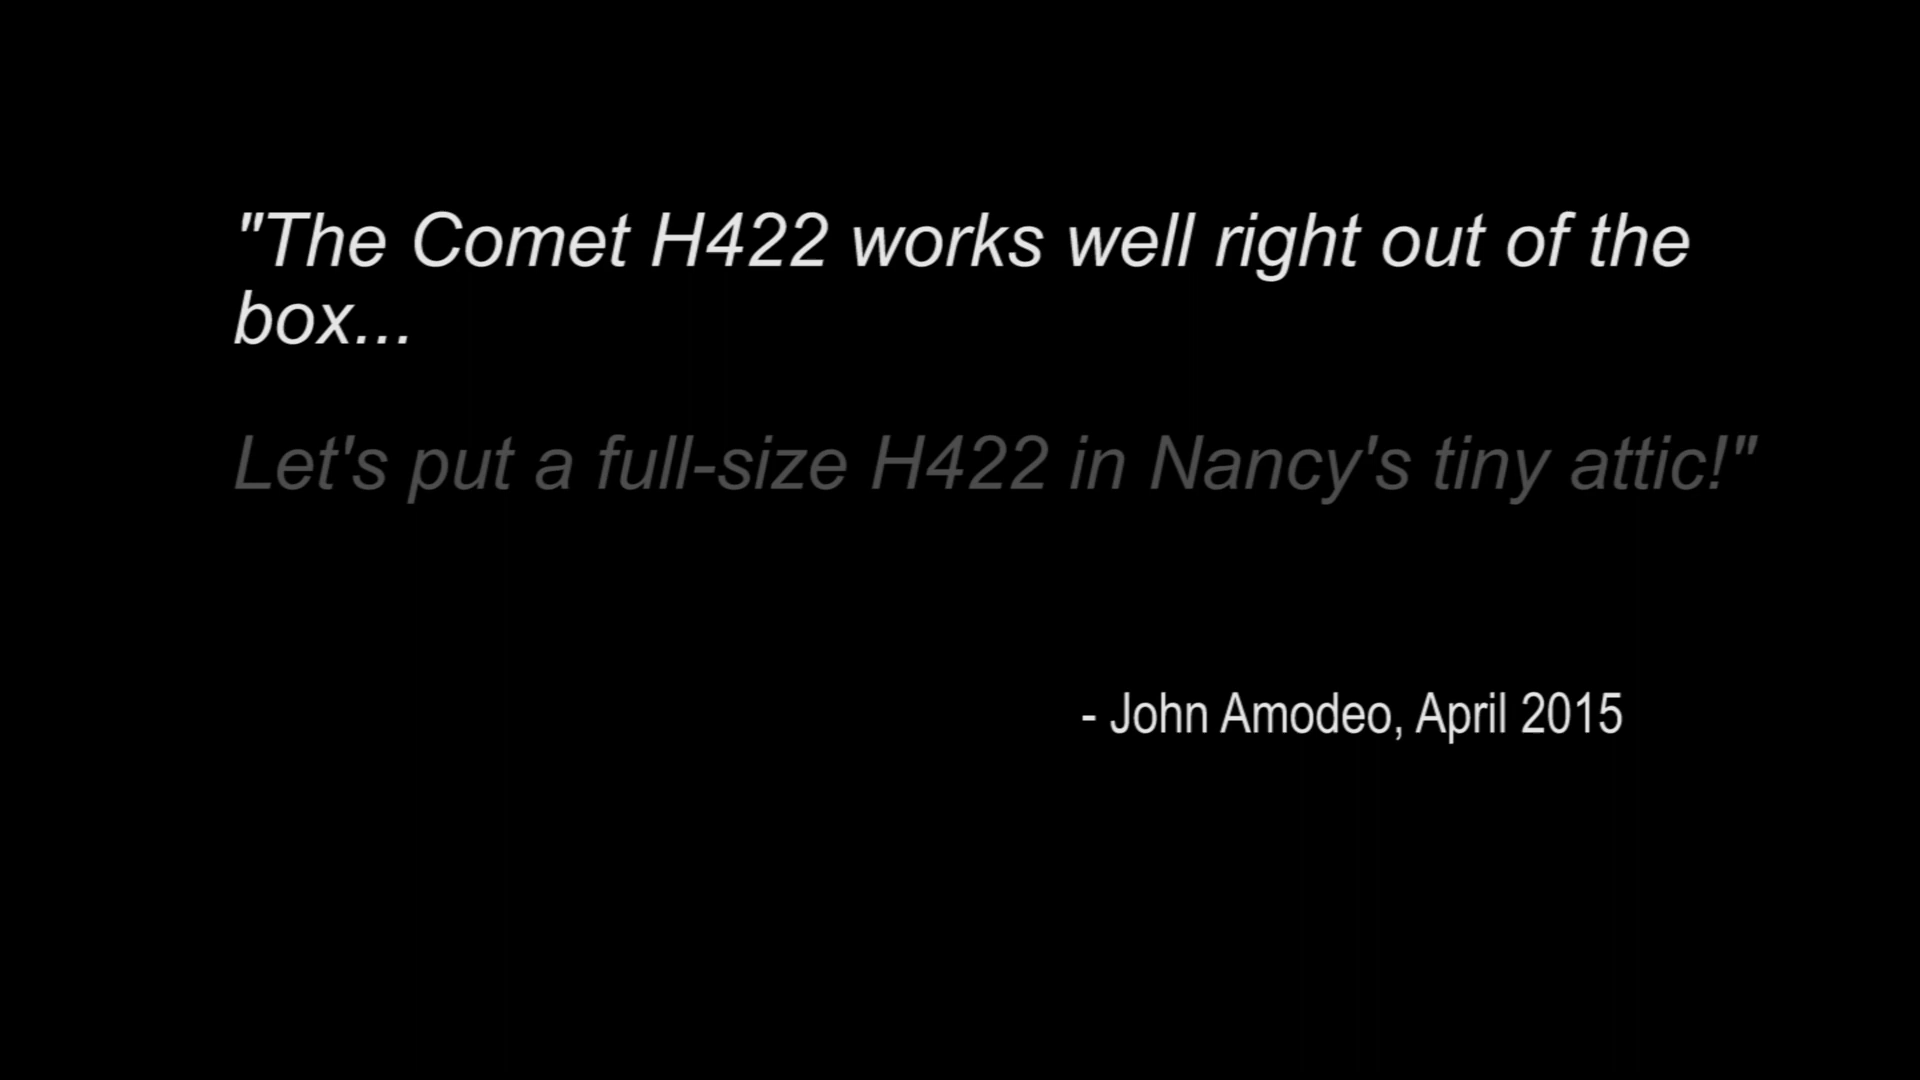 "The Comet H422 works well right out of the
box...
Let's put a full-size H422 in Nancy's tiny attic!"
- John Amodeo, April 2015